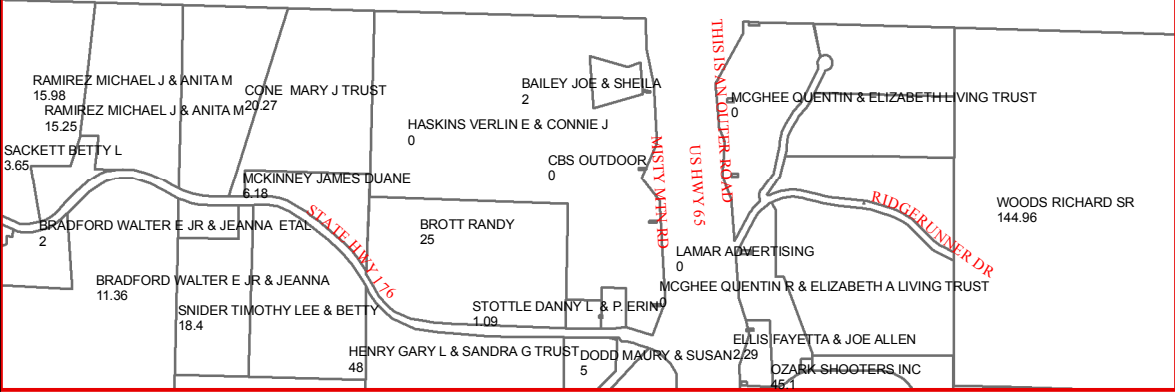 RAMIREZ MICHAEL J & ANITA M
15.98
RAMIREZ MICHAEL J & ANITA M
15.25
SACKETT BETTY L
3.65
CONE MARY J TRUST
20.27
BAILEY JOE & SHEILA
2
HASKINS VERLIN E & CONNIE J
0
CBS OUTDOOR
0
THIS IS AN OUTER ROAD
MCGHEE QUENTIN & ELIZABETH LIVING TRUST
0
MISTY MTN RD
US HWY 65
MCKINNEY JAMES DUANE
6.18
STATE HWY 176
BRADFORD WALTER E JR & JEANNA ETAL
2
BROTT RANDY
25
RIDGERUNNER DR
WOODS RICHARD SR
144.96
LAMAR ADVERTISING
0
BRADFORD WALTER E JR & JEANNA
11.36
MCGHEE QUENTIN R & ELIZABETH A LIVING TRUST
0
SNIDER TIMOTHY LEE & BETTY
18.4
STOTTLE DANNY L & P. ERIN
1.09
HENRY GARY L & SANDRA G TRUST
48
DODD MAURY & SUSAN
5
ELLIS FAYETTA & JOE ALLEN
2.29
OZARK SHOOTERS INC
45.1